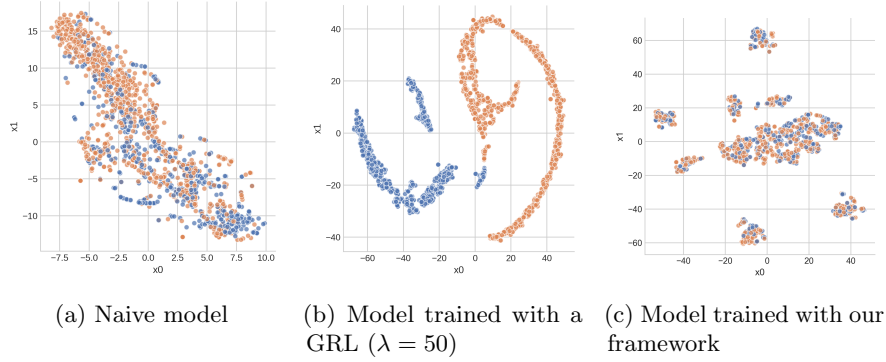 15
10
5
0
−5
−10
x1
−7.5 −5.0 −2.5 0.0 2.5 5.0 7.5 10.0
x0
40
20
0
−20
−40
x1
−60 −40 −20 0 20 40
x0
60
40
20
0
−20
−40
−60
x1
−40 −20 0 20 40
x0
(a) Naive model
(b) Model trained with a
GRL (λ = 50)
(c) Model trained with our
framework